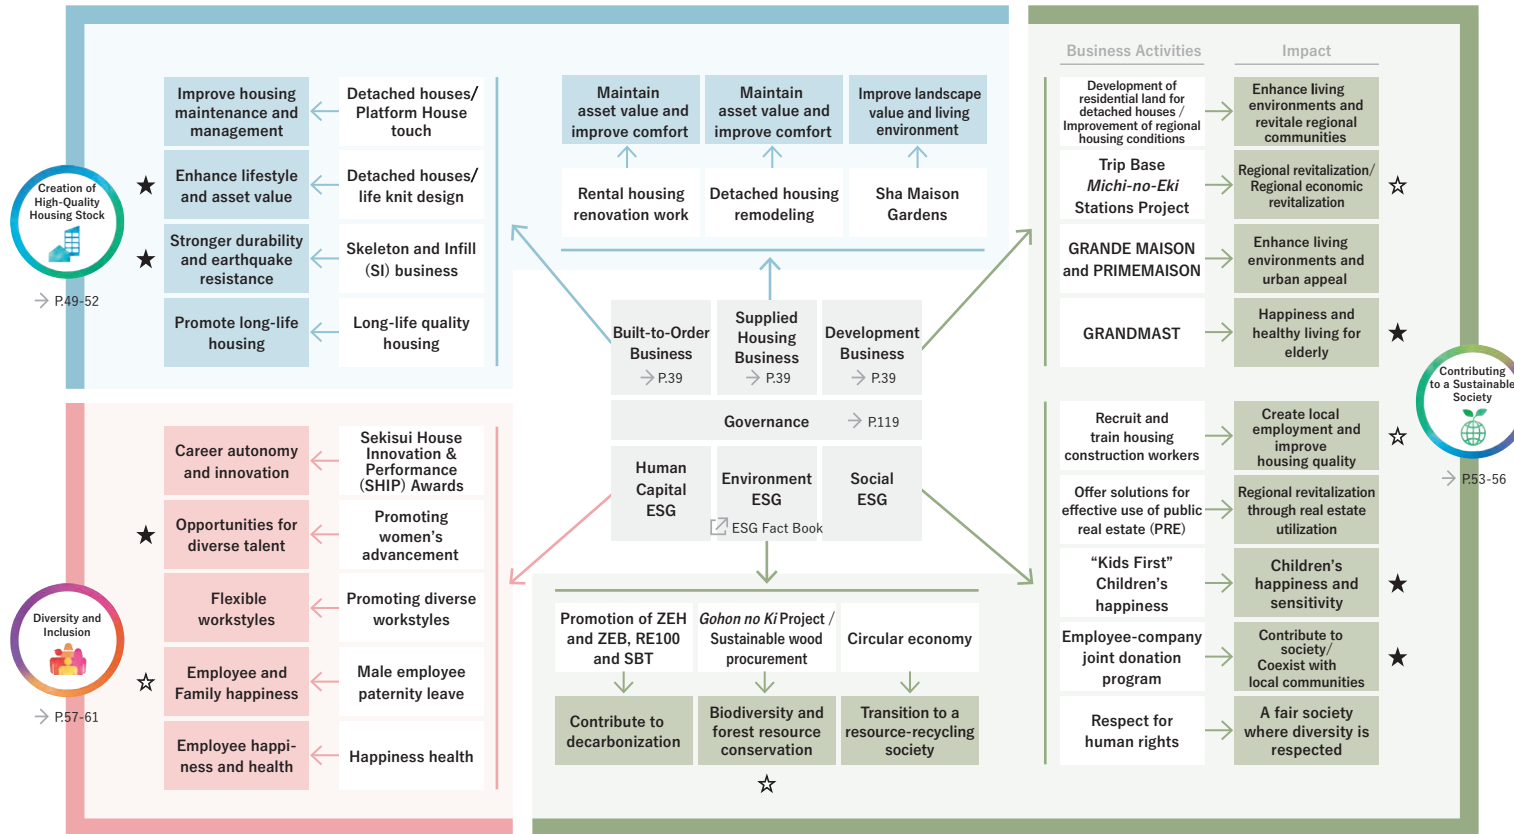 Creation of
High-Quality
Housing Stock
→ P.49-52
Improve housing
maintenance and
management
Detached houses/
Platform House
touch
★
Enhance lifestyle
and asset value
Detached houses/
life knit design
★
Stronger durability
and earthquake
resistance
Skeleton and Infill
(SI) business
Promote long-life
housing
Long-life quality
housing
Maintain
asset value and
improve comfort
Maintain
asset value and
improve comfort
Improve landscape
value and living
environment
Rental housing
renovation work
Detached housing
remodeling
Sha Maison
Gardens
Built-to-Order
Business
→ P.39
Supplied
Housing
Business
→ P.39
Development
Business
→ P.39
Governance → P.119
Human
Capital
ESG
Environment
ESG
Social
ESG
ESG Fact Book
Business Activities
Impact
Development of
residential land for
detached houses /
Improvement of regional
housing conditions
Enhance living
environments and
revitale regional
communities
Trip Base
Michi-no-Eki
Stations Project
Regional revitalization/
Regional economic
revitalization
☆
GRANDE MAISON
and PRIMEMAISON
Enhance living
environments and
urban appeal
GRANDMAST
Happiness and
healthy living for
elderly
★
Contributing
to a Sustainable
Society
→ P.53-56
Recruit and
train housing
construction workers
Create local
employment and
improve
housing quality
☆
Offer solutions for
effective use of public
real estate (PRE)
Regional revitalization
through real estate
utilization
“Kids First”
Children’s
happiness
Children’s
happiness and
sensitivity
★
Employee-company
joint donation
program
Contribute to
society/
Coexist with
local communities
★
Respect for
human rights
A fair society
where diversity is
respected
Diversity and
Inclusion
→ P.57-61
Career autonomy
and innovation
Sekisui House
Innovation &
Performance
(SHIP) Awards
★
Opportunities for
diverse talent
Promoting
women’s
advancement
Flexible
workstyles
Promoting diverse
workstyles
☆
Employee and
Family happiness
Male employee
paternity leave
Employee happi-
ness and health
Happiness health
Promotion of ZEH
and ZEB, RE100
and SBT
Gohon no Ki Project /
Sustainable wood
procurement
Circular economy
Contribute to
decarbonization
Biodiversity and
forest resource
conservation
☆
Transition to a
resource-recycling
society